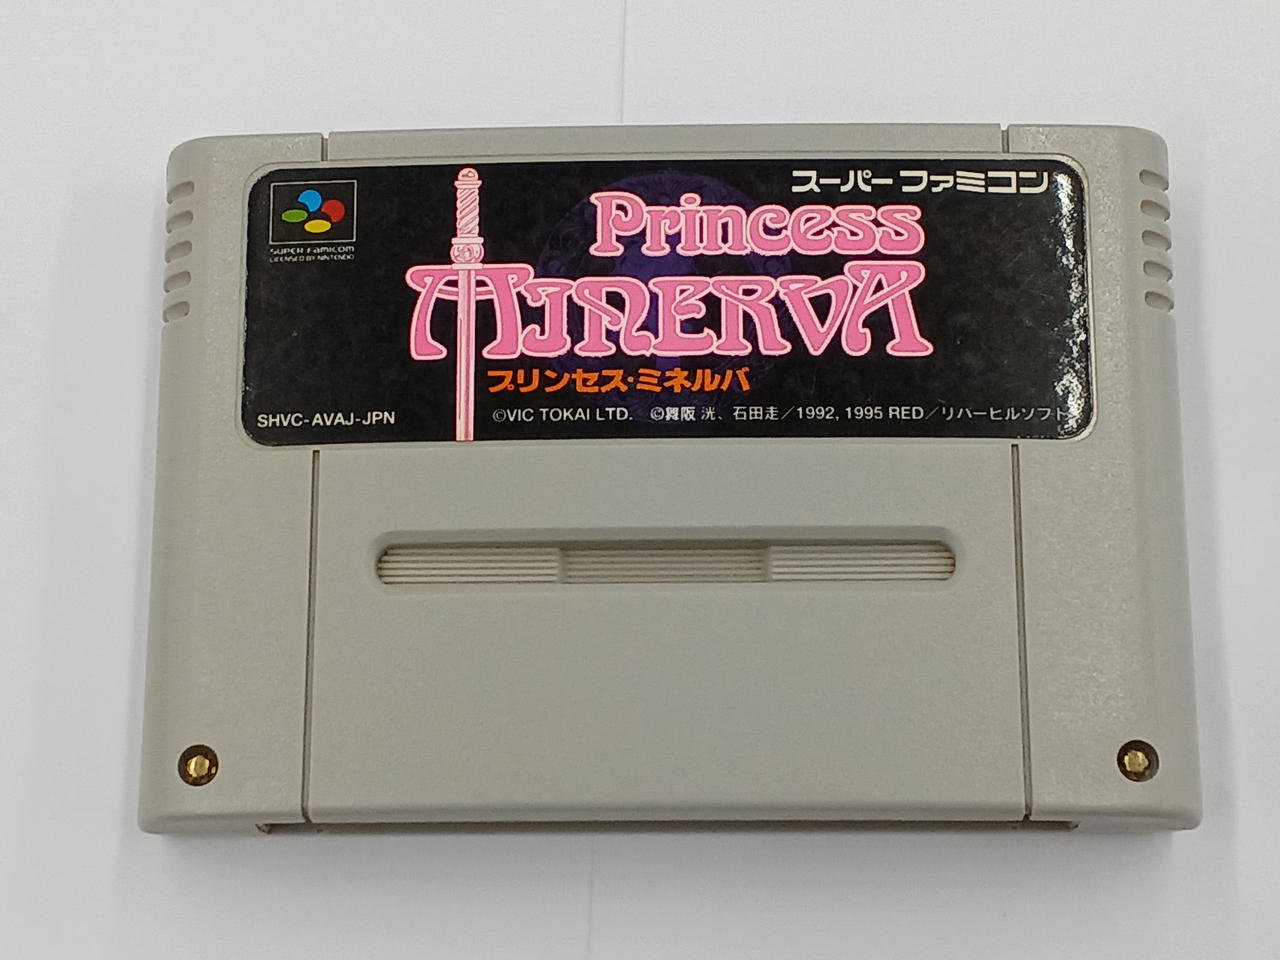 スーパーファミコン
SUPER FAMICOM
LICENSED BY NINTENDO
Princess
MINERVA
プリンセス・ミネルバ
SHVC-AVAJ-JPN
©VIC TOKAI LTD. ©舞阪 洸、石田走／1992, 1995 RED／リバーヒルソフト